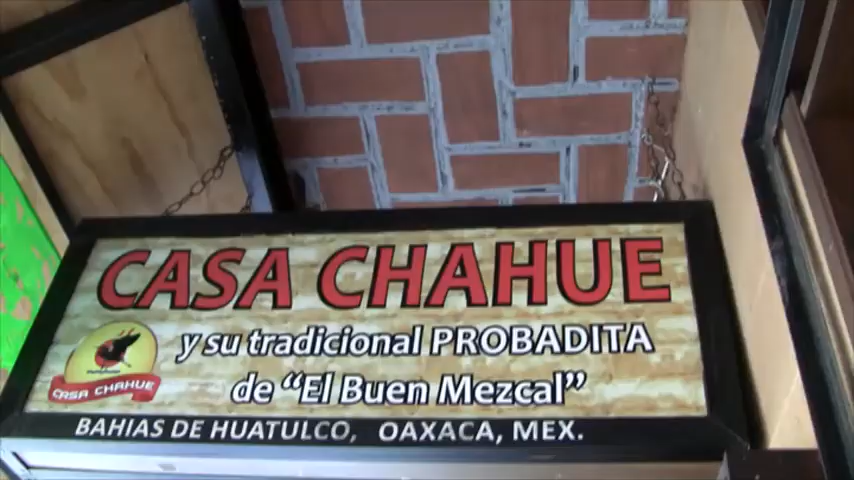 CASA CHAHUE
y su tradicional PROBADITA
de “El Buen Mezcal”
CASA CHAHUE
BAHIAS DE HUATULCO, OAXACA, MEX.